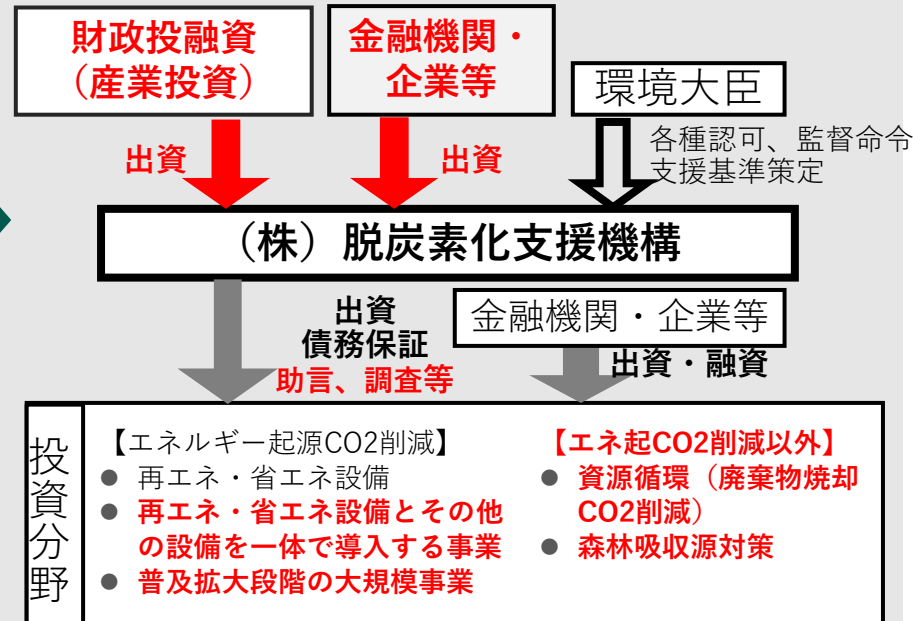 財政投融資
（産業投資）
金融機関・
企業等
環境大臣
出資
出資
各種認可、監督命令
支援基準策定
（株）脱炭素化支援機構
出資
債務保証
助言、調査等
金融機関・企業等
出資・融資
投資分野
【エネルギー起源CO2削減】
● 再エネ・省エネ設備
● 再エネ・省エネ設備とその他
の設備を一体で導入する事業
● 普及拡大段階の大規模事業
【エネ起CO2削減以外】
● 資源循環（廃棄物焼却
CO2削減）
● 森林吸収源対策